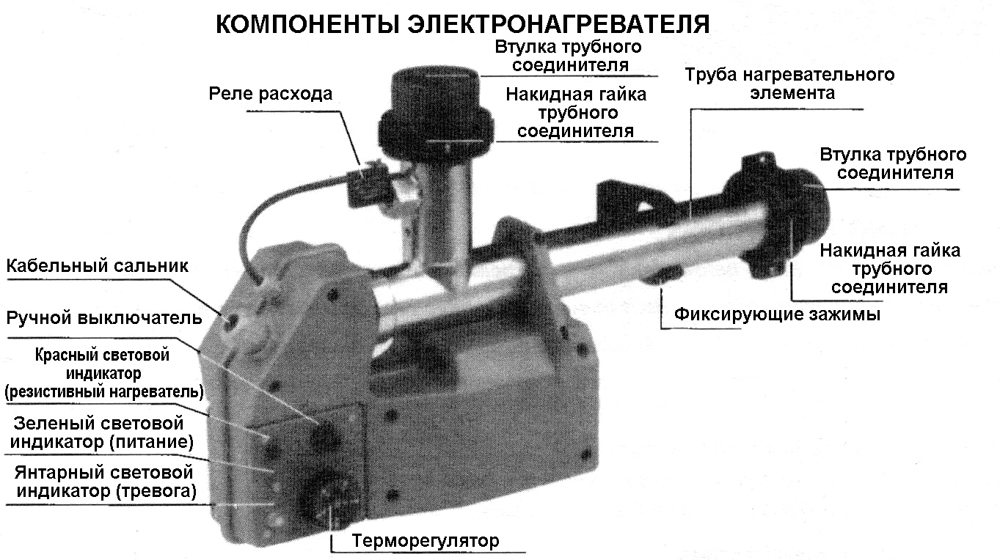 КОМПОНЕНТЫ ЭЛЕКТРОНАГРЕВАТЕЛЯ
Втулка трубного
соединителя
Накидная гайка
трубного
соединителя
Реле расхода
Труба нагревательного
элемента
Втулка трубного
соединителя
Накидная гайка
трубного
соединителя
Фиксирующие зажимы
Кабельный сальник
Ручной выключатель
Красный световой
индикатор
(резистивный нагреватель)
Зеленый световой
индикатор (питание)
Янтарный световой
индикатор (тревога)
Терморегулятор